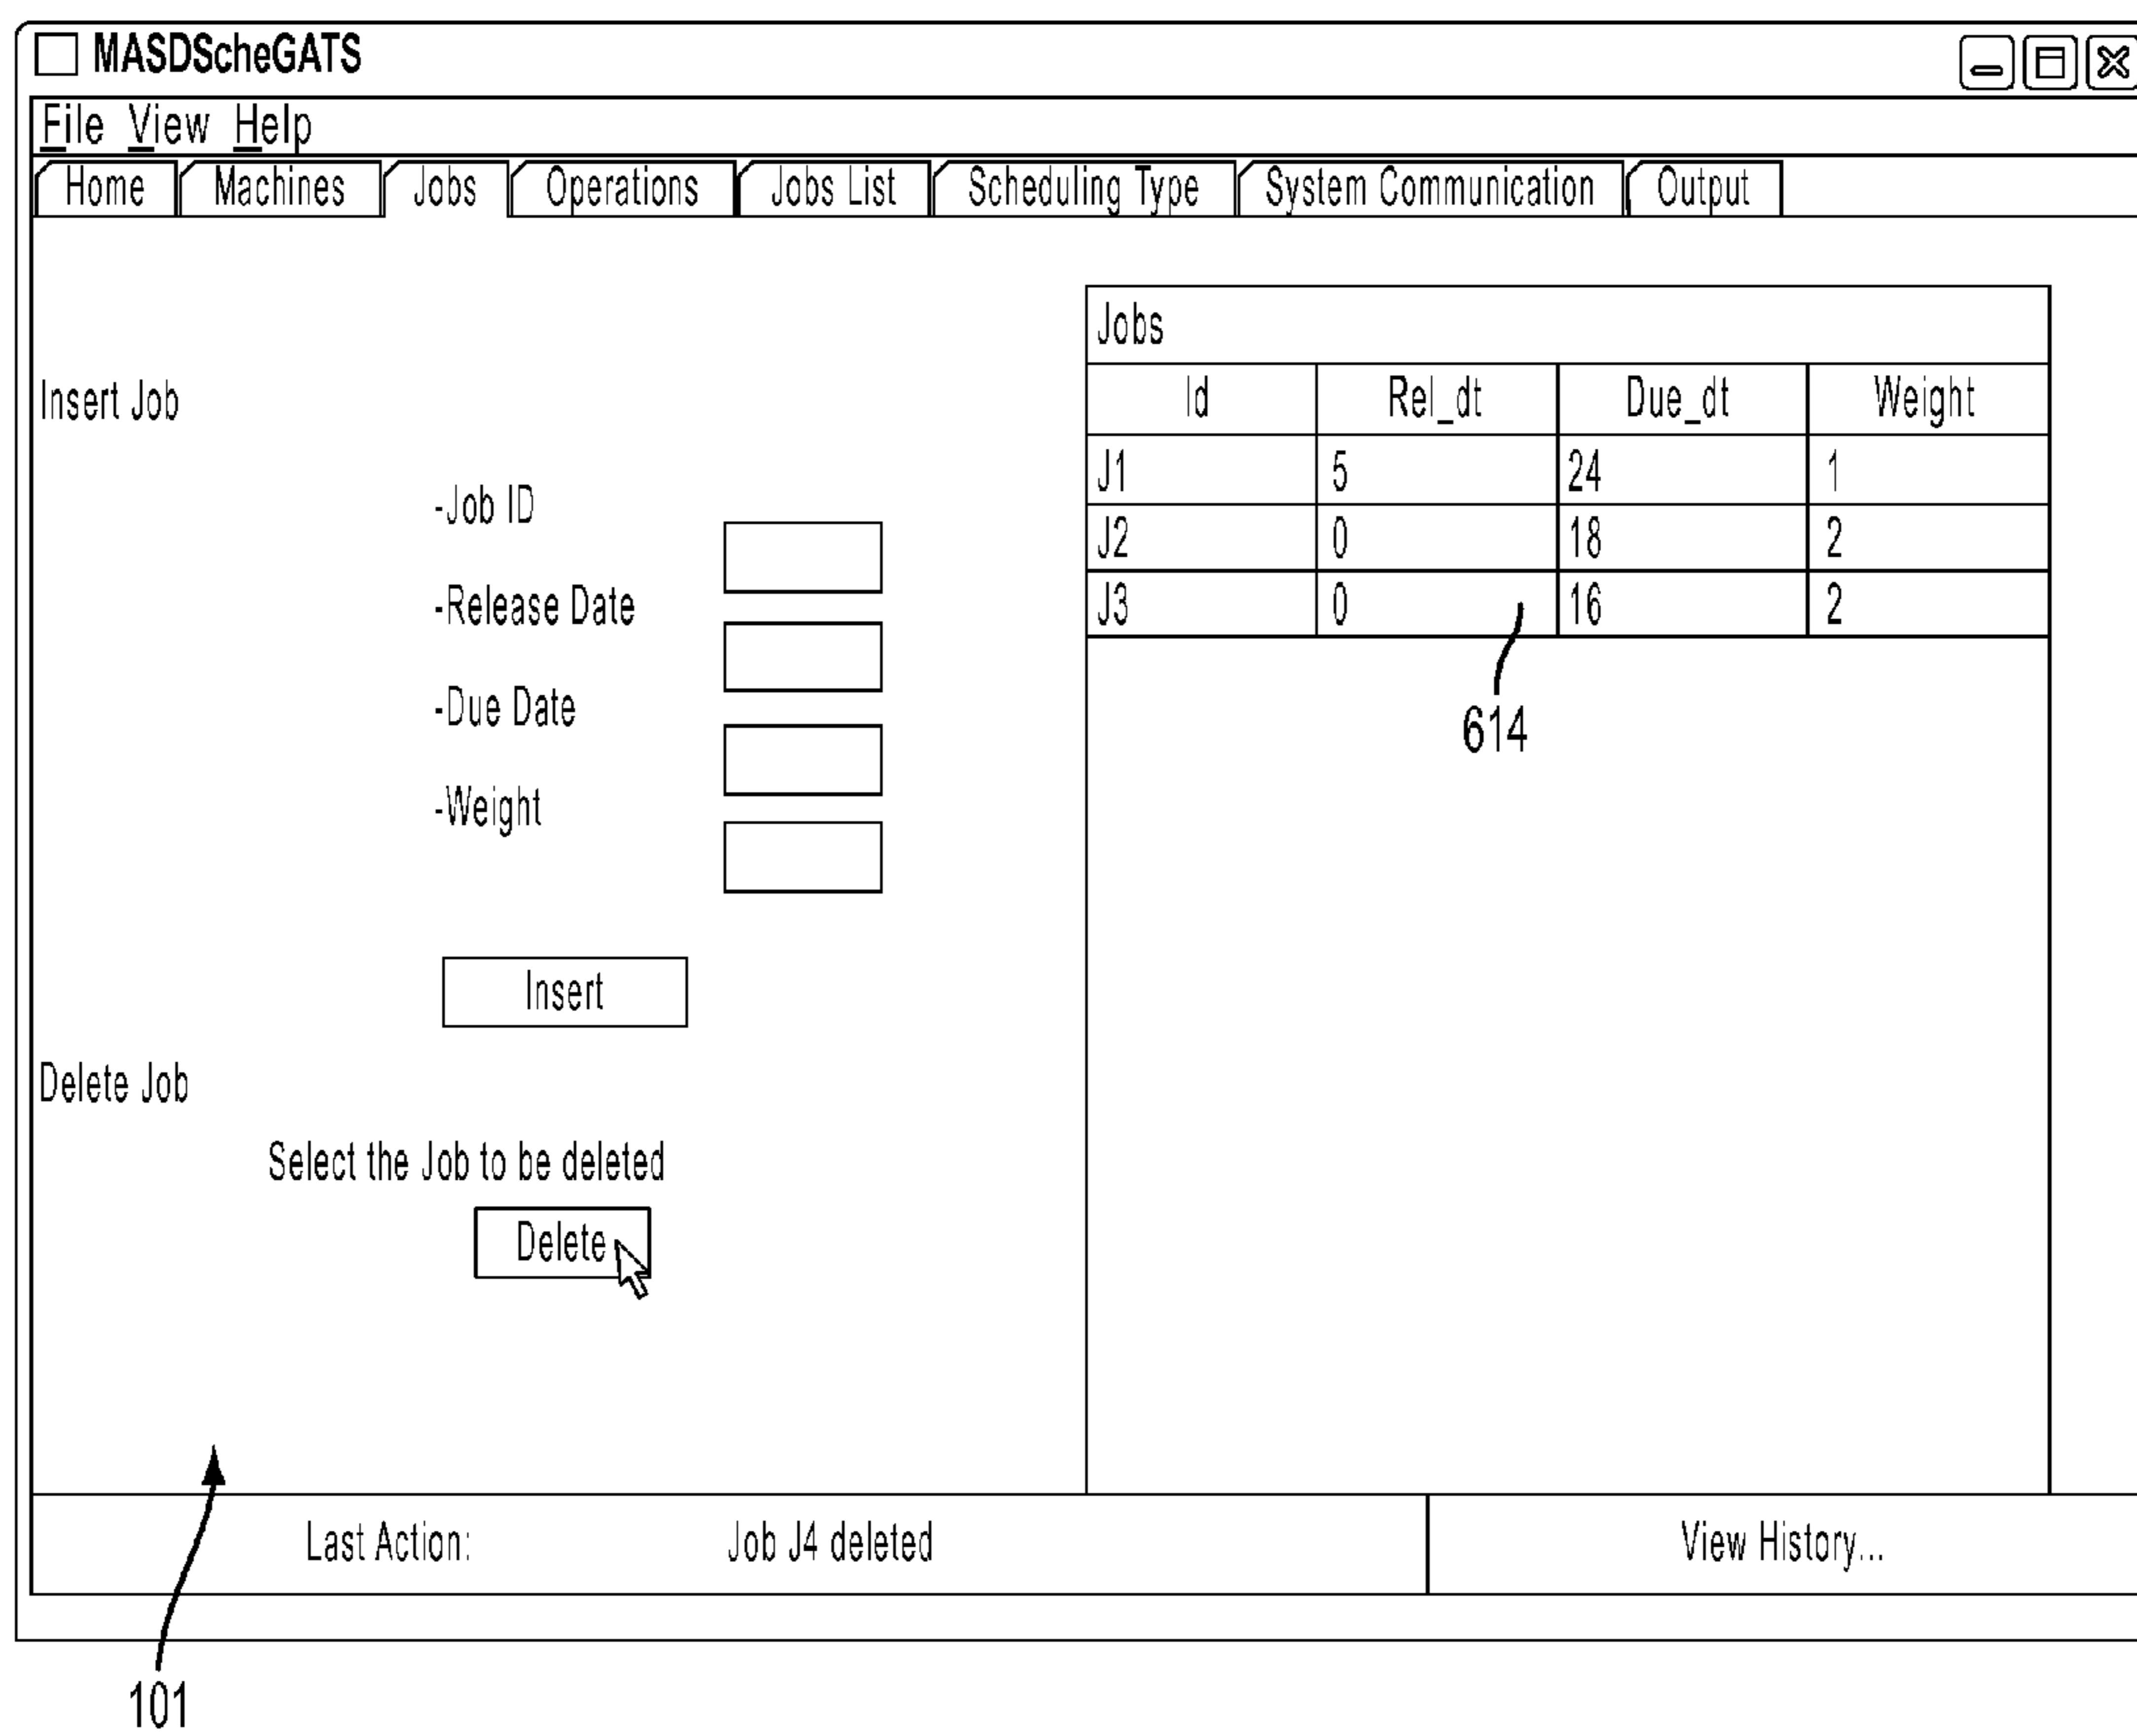 MASDScheGATS
File View Help
Home Machines Jobs Operations Jobs List Scheduling Type System Communication Output
Jobs
Insert Job
Id Rel_dt Due_dt Weight
J1 5 24 1
-Job ID
J2 0 18 2
-Release Date
J3 0 16 2
-Due Date
614
-Weight
Insert
Delete Job
Select the Job to be deleted
Delete
Last Action: Job J4 deleted View History...
101